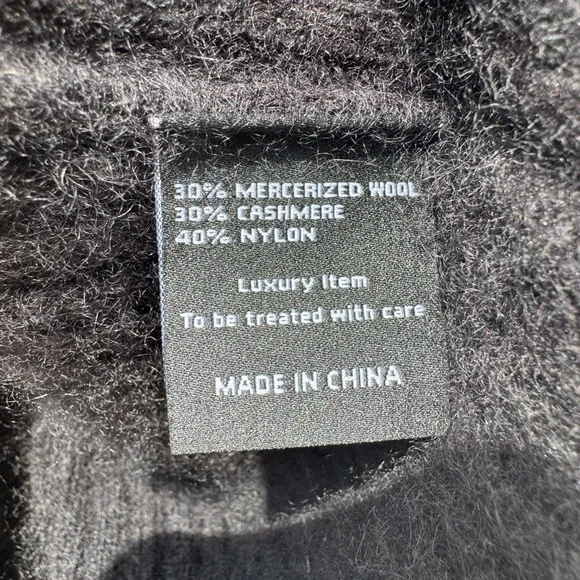 30% MERCERIZED WOOL
30% CASHMERE
40% NYLON
Luxury Item
To be treated with care
MADE IN CHINA